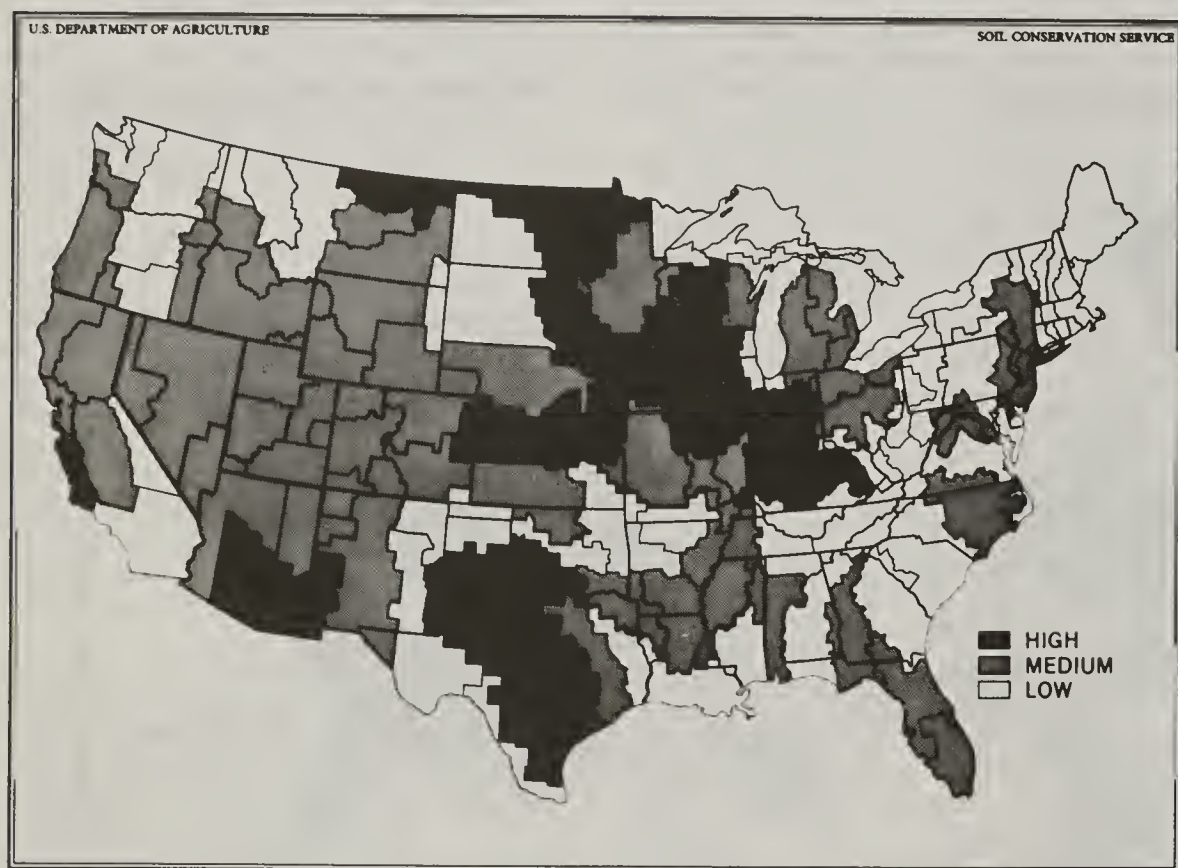 U.S. DEPARTMENT OF AGRICULTURE
SOIL CONSERVATION SERVICE
HIGH
MEDIUM
LOW